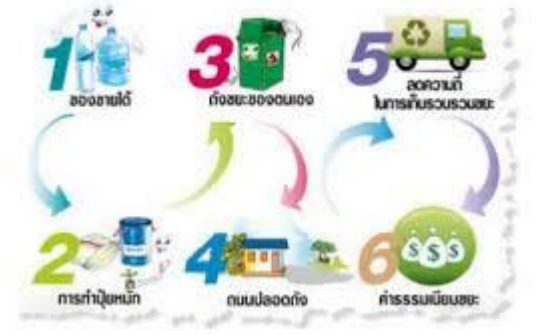 1
ของขายได้
2
การทำปุ๋ยหมัก
3
ถังขยะของตนเอง
4
ถนนปลอดถัง
5
ลดความถี่
ในการเก็บรวบรวมขยะ
6
$ $ $
ค่าธรรมเนียมขยะ